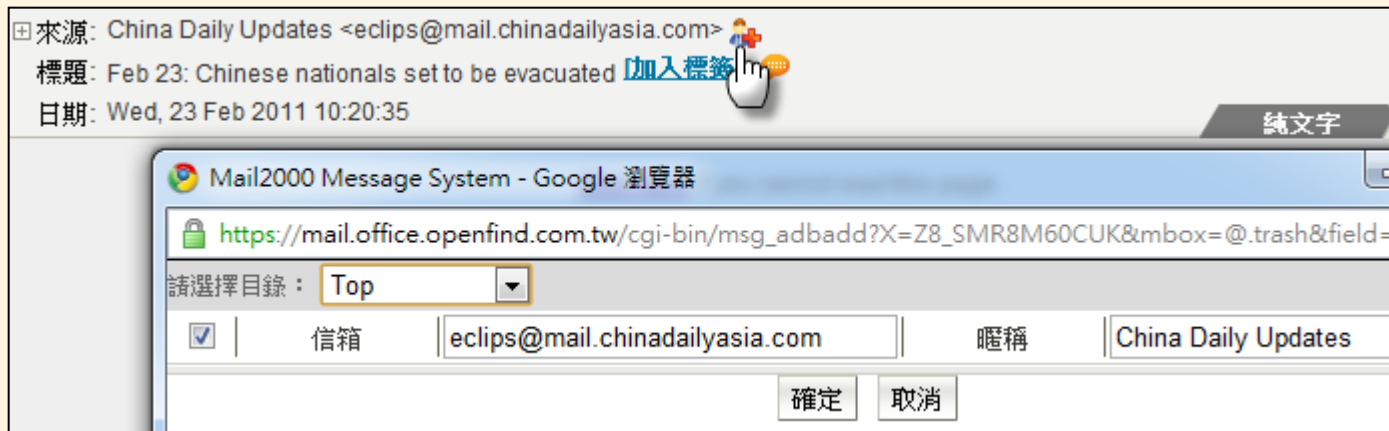 來源: China Daily Updates <eclips@mail.chinadailyasia.com>
標題: Feb 23: Chinese nationals set to be evacuated [加入標籤
日期: Wed, 23 Feb 2011 10:20:35
純文字
Mail2000 Message System - Google 瀏覽器
https://mail.office.openfind.com.tw/cgi-bin/msg_adbadd?X=Z8_SMR8M60CUK&mbox=@.trash&field=
請選擇目錄： Top
信箱 eclips@mail.chinadailyasia.com 暱稱 China Daily Updates
確定 取消